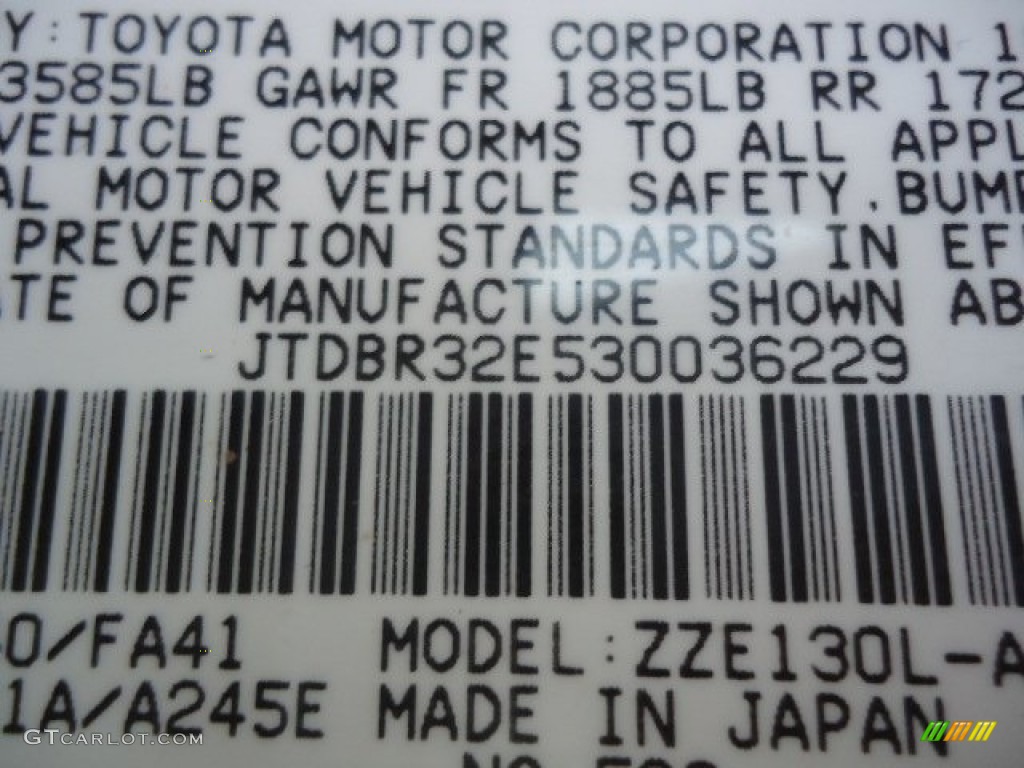 Y:TOYOTA MOTOR CORPORATION 1
3585LB GAWR FR 1885LB RR 172
VEHICLE CONFORMS TO ALL APPL
AL MOTOR VEHICLE SAFETY.BUMP
PREVENTION STANDARDS IN EF
ATE OF MANUFACTURE SHOWN AB
JTDBR32E530036229
0/FA41 MODEL:ZZE130L-A
1A/A245E MADE IN JAPAN
GTCARLOT.COM